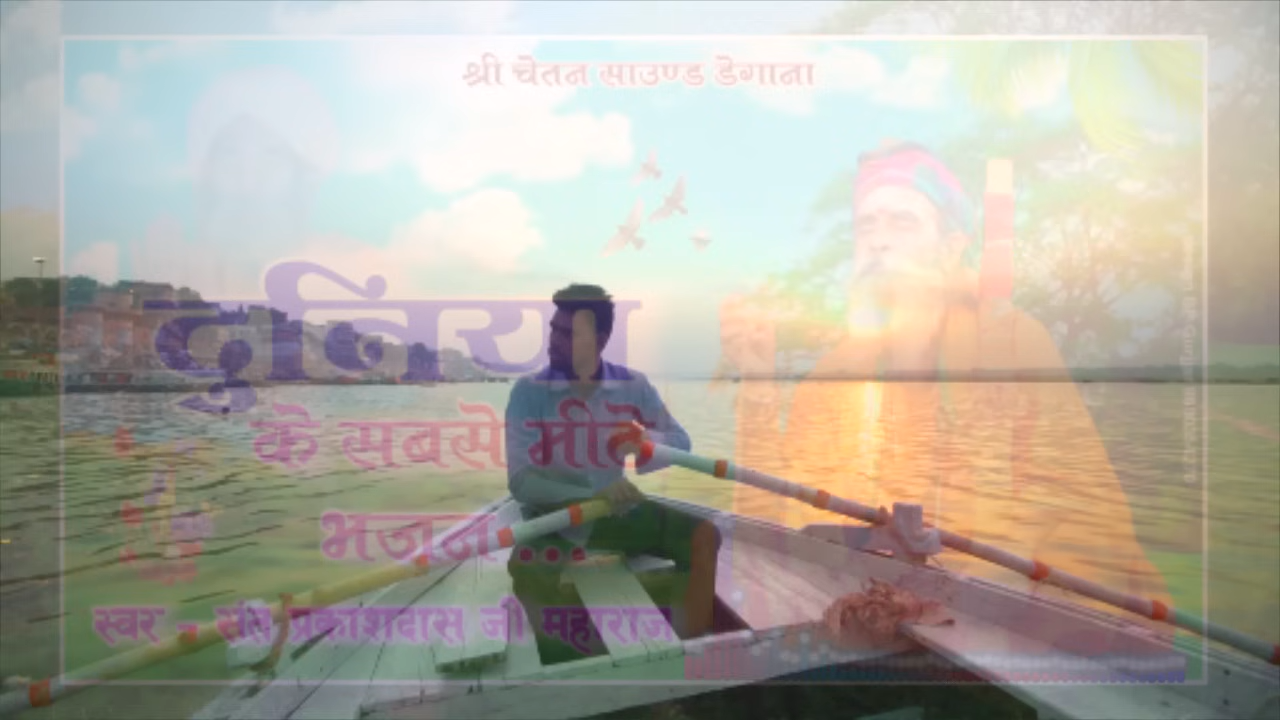 श्री चेतन साउण्ड डेगाना
दुनिया
के सबसे मीठे
भजन ...
स्वर - संत प्रकाशदास जी महाराज